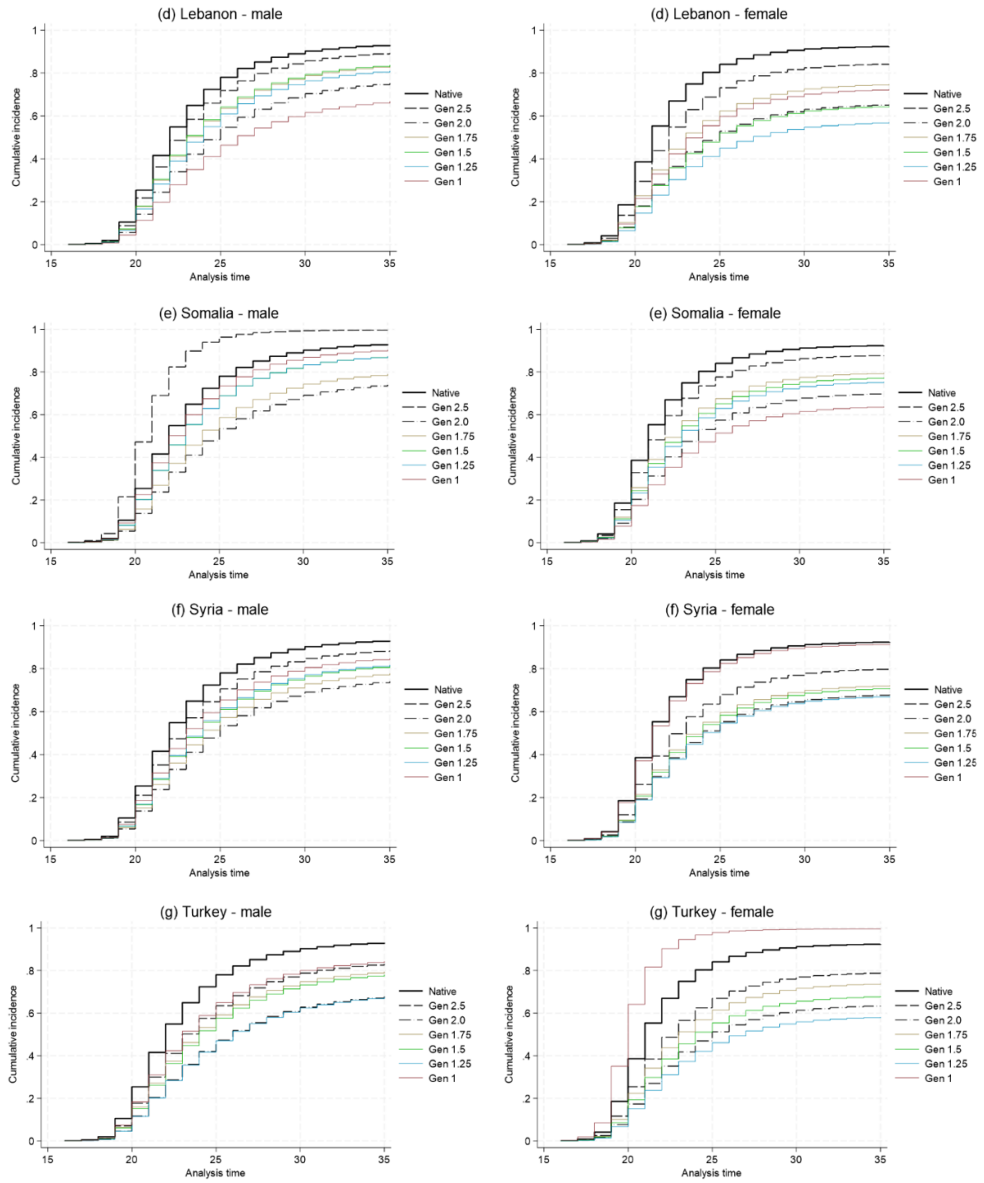 (d) Lebanon - male
Cumulative incidence
1
.8
.6
.4
.2
0
15
20
25
30
35
Analysis time
Native
Gen 2.5
Gen 2.0
Gen 1.75
Gen 1.5
Gen 1.25
Gen 1
(d) Lebanon - female
Cumulative incidence
1
.8
.6
.4
.2
0
15
20
25
30
35
Analysis time
Native
Gen 2.5
Gen 2.0
Gen 1.75
Gen 1.5
Gen 1.25
Gen 1
(e) Somalia - male
Cumulative incidence
1
.8
.6
.4
.2
0
15
20
25
30
35
Analysis time
Native
Gen 2.5
Gen 2.0
Gen 1.75
Gen 1.5
Gen 1.25
Gen 1
(e) Somalia - female
Cumulative incidence
1
.8
.6
.4
.2
0
15
20
25
30
35
Analysis time
Native
Gen 2.5
Gen 2.0
Gen 1.75
Gen 1.5
Gen 1.25
Gen 1
(f) Syria - male
Cumulative incidence
1
.8
.6
.4
.2
0
15
20
25
30
35
Analysis time
Native
Gen 2.5
Gen 2.0
Gen 1.75
Gen 1.5
Gen 1.25
Gen 1
(f) Syria - female
Cumulative incidence
1
.8
.6
.4
.2
0
15
20
25
30
35
Analysis time
Native
Gen 2.5
Gen 2.0
Gen 1.75
Gen 1.5
Gen 1.25
Gen 1
(g) Turkey - male
Cumulative incidence
1
.8
.6
.4
.2
0
15
20
25
30
35
Analysis time
Native
Gen 2.5
Gen 2.0
Gen 1.75
Gen 1.5
Gen 1.25
Gen 1
(g) Turkey - female
Cumulative incidence
1
.8
.6
.4
.2
0
15
20
25
30
35
Analysis time
Native
Gen 2.5
Gen 2.0
Gen 1.75
Gen 1.5
Gen 1.25
Gen 1